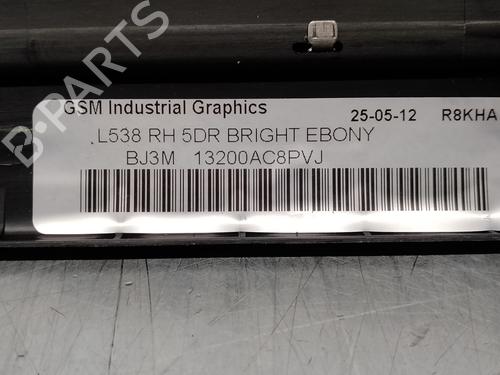 B-PARTS
GSM Industrial Graphics 25-05-12 R8KHA
L538 RH 5DR BRIGHT EBONY
BJ3M 13200AC8PVJ